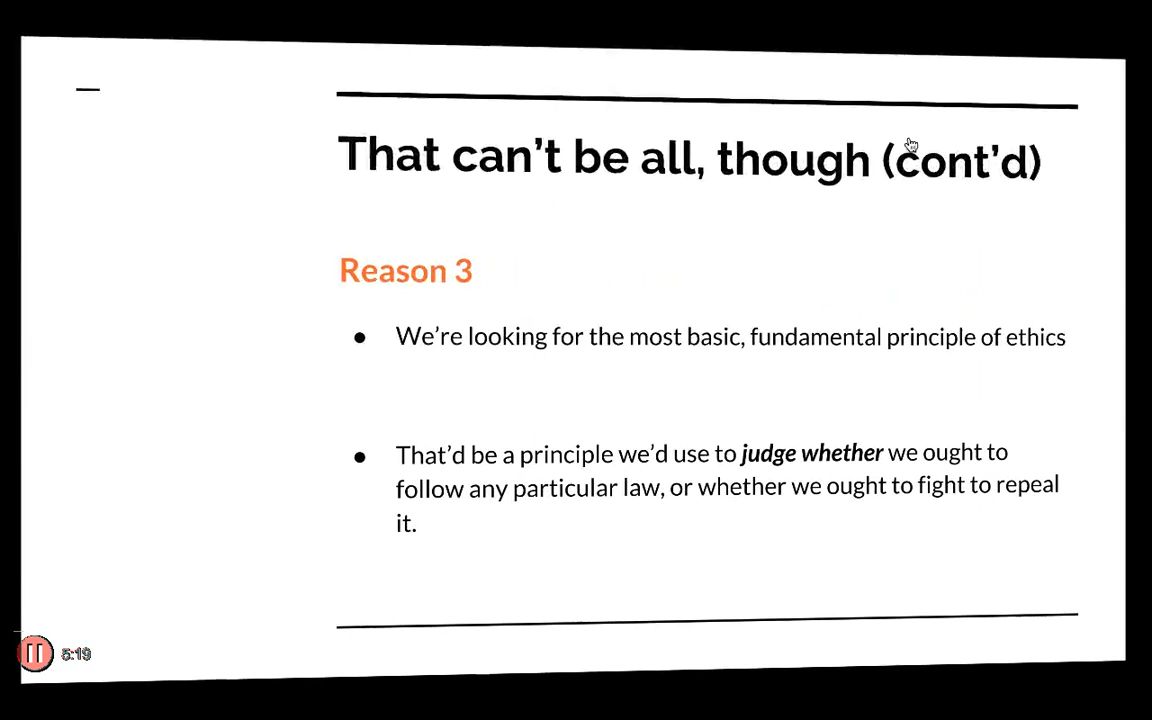 That can't be all, though (cont'd)
Reason 3
● We're looking for the most basic, fundamental principle of ethics
● That'd be a principle we'd use to judge whether we ought to
follow any particular law, or whether we ought to fight to repeal
it.
5:19